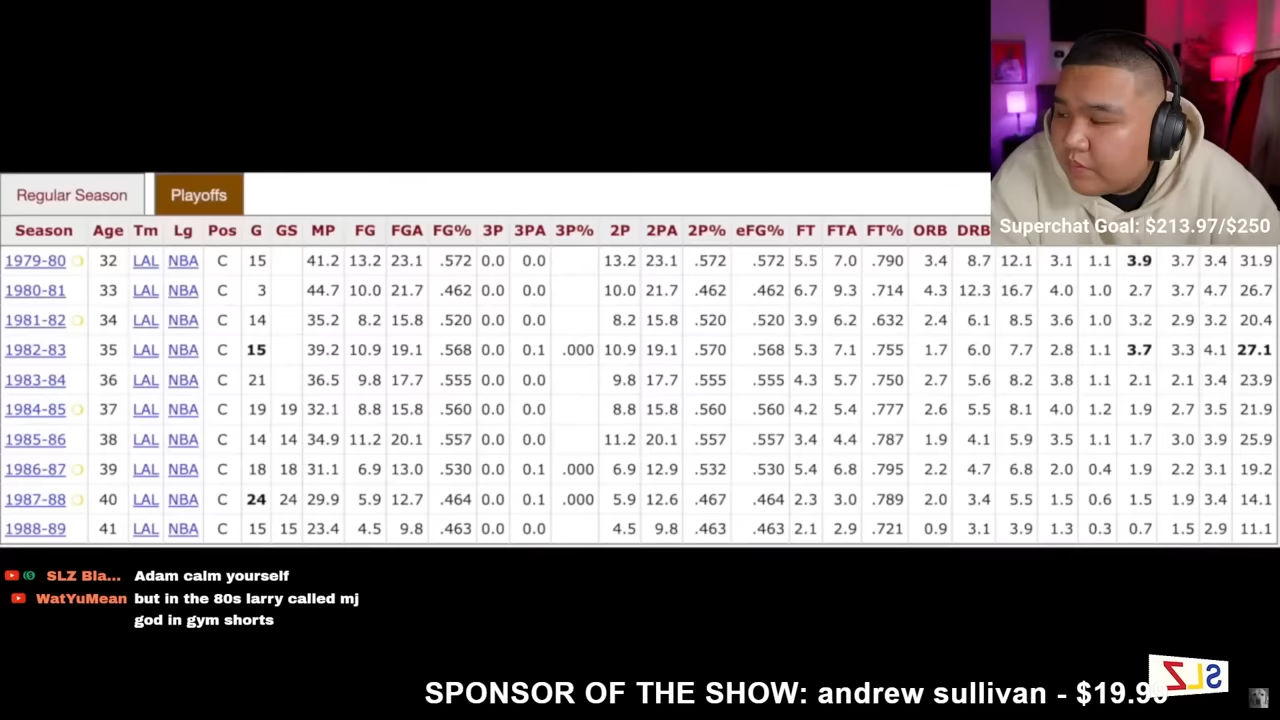 Superchat Goal: $213.97/$250
Regular Season Playoffs
Season Age Tm Lg Pos G GS MP FG FGA FG% 3P 3PA 3P% 2P 2PA 2P% eFG% FT FTA FT% ORB DRB
1979-80 32 LAL NBA C 15 41.2 13.2 23.1 .572 0.0 0.0 13.2 23.1 .572 .572 5.5 7.0 .790 3.4 8.7 12.1 3.1 1.1 3.9 3.7 3.4 31.9
1980-81 33 LAL NBA C 3 44.7 10.0 21.7 .462 0.0 0.0 10.0 21.7 .462 .462 6.7 9.3 .714 4.3 12.3 16.7 4.0 1.0 2.7 3.7 4.7 26.7
1981-82 34 LAL NBA C 14 35.2 8.2 15.8 .520 0.0 0.0 8.2 15.8 .520 .520 3.9 6.2 .632 2.4 6.1 8.5 3.6 1.0 3.2 2.9 3.2 20.4
1982-83 35 LAL NBA C 15 39.2 10.9 19.1 .568 0.0 0.1 .000 10.9 19.1 .570 .568 5.3 7.1 .755 1.7 6.0 7.7 2.8 1.1 3.7 3.3 4.1 27.1
1983-84 36 LAL NBA C 21 36.5 9.8 17.7 .555 0.0 0.0 9.8 17.7 .555 .555 4.3 5.7 .750 2.7 5.6 8.2 3.8 1.1 2.1 2.1 3.4 23.9
1984-85 37 LAL NBA C 19 19 32.1 8.8 15.8 .560 0.0 0.0 8.8 15.8 .560 .560 4.2 5.4 .777 2.6 5.5 8.1 4.0 1.2 1.9 2.7 3.5 21.9
1985-86 38 LAL NBA C 14 14 34.9 11.2 20.1 .557 0.0 0.0 11.2 20.1 .557 .557 3.4 4.4 .787 1.9 4.1 5.9 3.5 1.1 1.7 3.0 3.9 25.9
1986-87 39 LAL NBA C 18 18 31.1 6.9 13.0 .530 0.0 0.1 .000 6.9 12.9 .532 .530 5.4 6.8 .795 2.2 4.7 6.8 2.0 0.4 1.9 2.2 3.1 19.2
1987-88 40 LAL NBA C 24 24 29.9 5.9 12.7 .464 0.0 0.1 .000 5.9 12.6 .467 .464 2.3 3.0 .789 2.0 3.4 5.5 1.5 0.6 1.5 1.9 3.4 14.1
1988-89 41 LAL NBA C 15 15 23.4 4.5 9.8 .463 0.0 0.0 4.5 9.8 .463 .463 2.1 2.9 .721 0.9 3.1 3.9 1.3 0.3 0.7 1.5 2.9 11.1
SLZ Bla... Adam calm yourself
WatYuMean but in the 80s larry called mj
god in gym shorts
SLZ
SPONSOR OF THE SHOW: andrew sullivan - $19.99